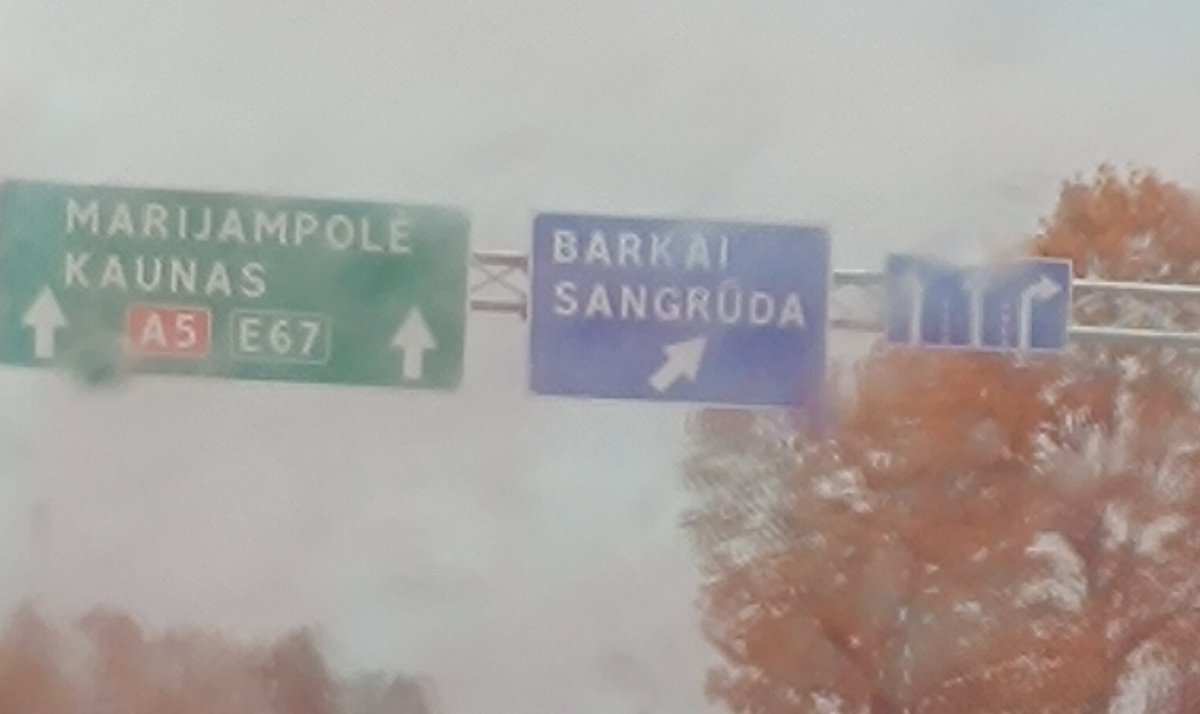 MARIJAMPOLĖ
KAUNAS
A5 E67
BARKAI
SANGRŪDA